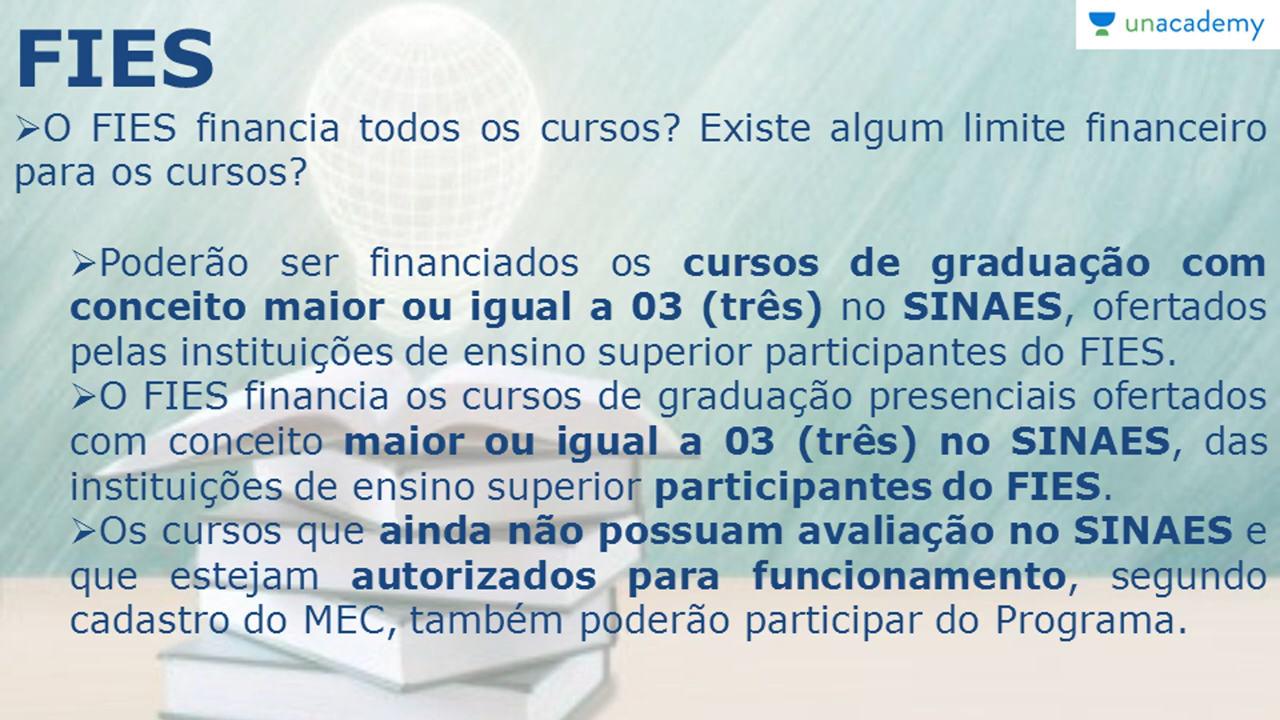 unacademy
FIES
➢O FIES financia todos os cursos? Existe algum limite financeiro
para os cursos?
➢Poderão ser financiados os cursos de graduação com
conceito maior ou igual a 03 (três) no SINAES, ofertados
pelas instituições de ensino superior participantes do FIES.
➢O FIES financia os cursos de graduação presenciais ofertados
com conceito maior ou igual a 03 (três) no SINAES, das
instituições de ensino superior participantes do FIES.
➢Os cursos que ainda não possuam avaliação no SINAES e
que estejam autorizados para funcionamento, segundo
cadastro do MEC, também poderão participar do Programa.